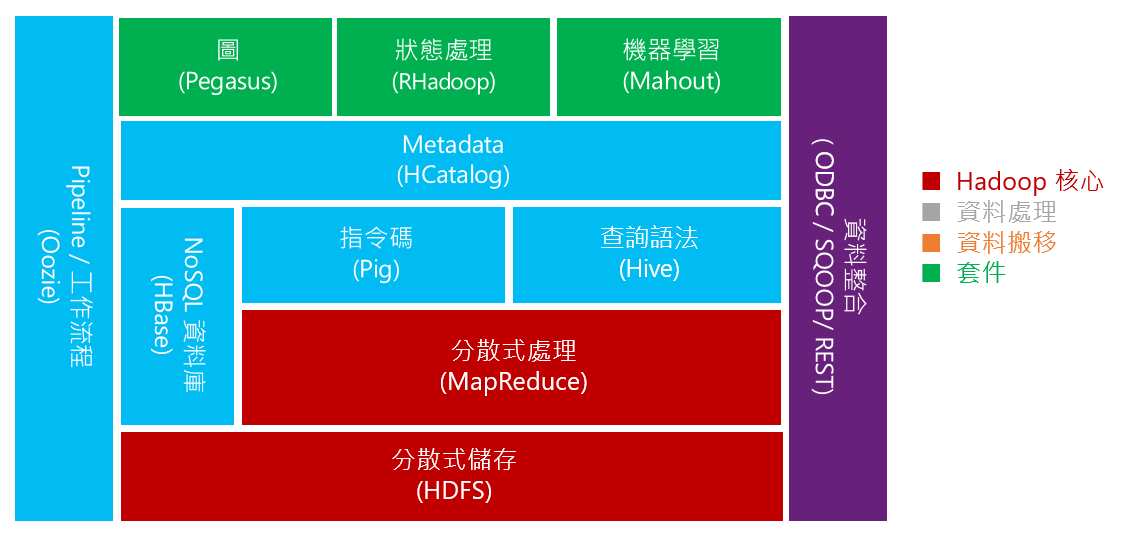 圖
(Pegasus)
狀態處理
(RHadoop)
機器學習
(Mahout)
Metadata
(HCatalog)
Pipeline / 工作流程
(Oozie)
NoSQL 資料庫
(HBase)
指令碼
(Pig)
查詢語法
(Hive)
分散式處理
(MapReduce)
分散式儲存
(HDFS)
資料整合
( ODBC / SQOOP/ REST)
Hadoop 核心
資料處理
資料搬移
套件